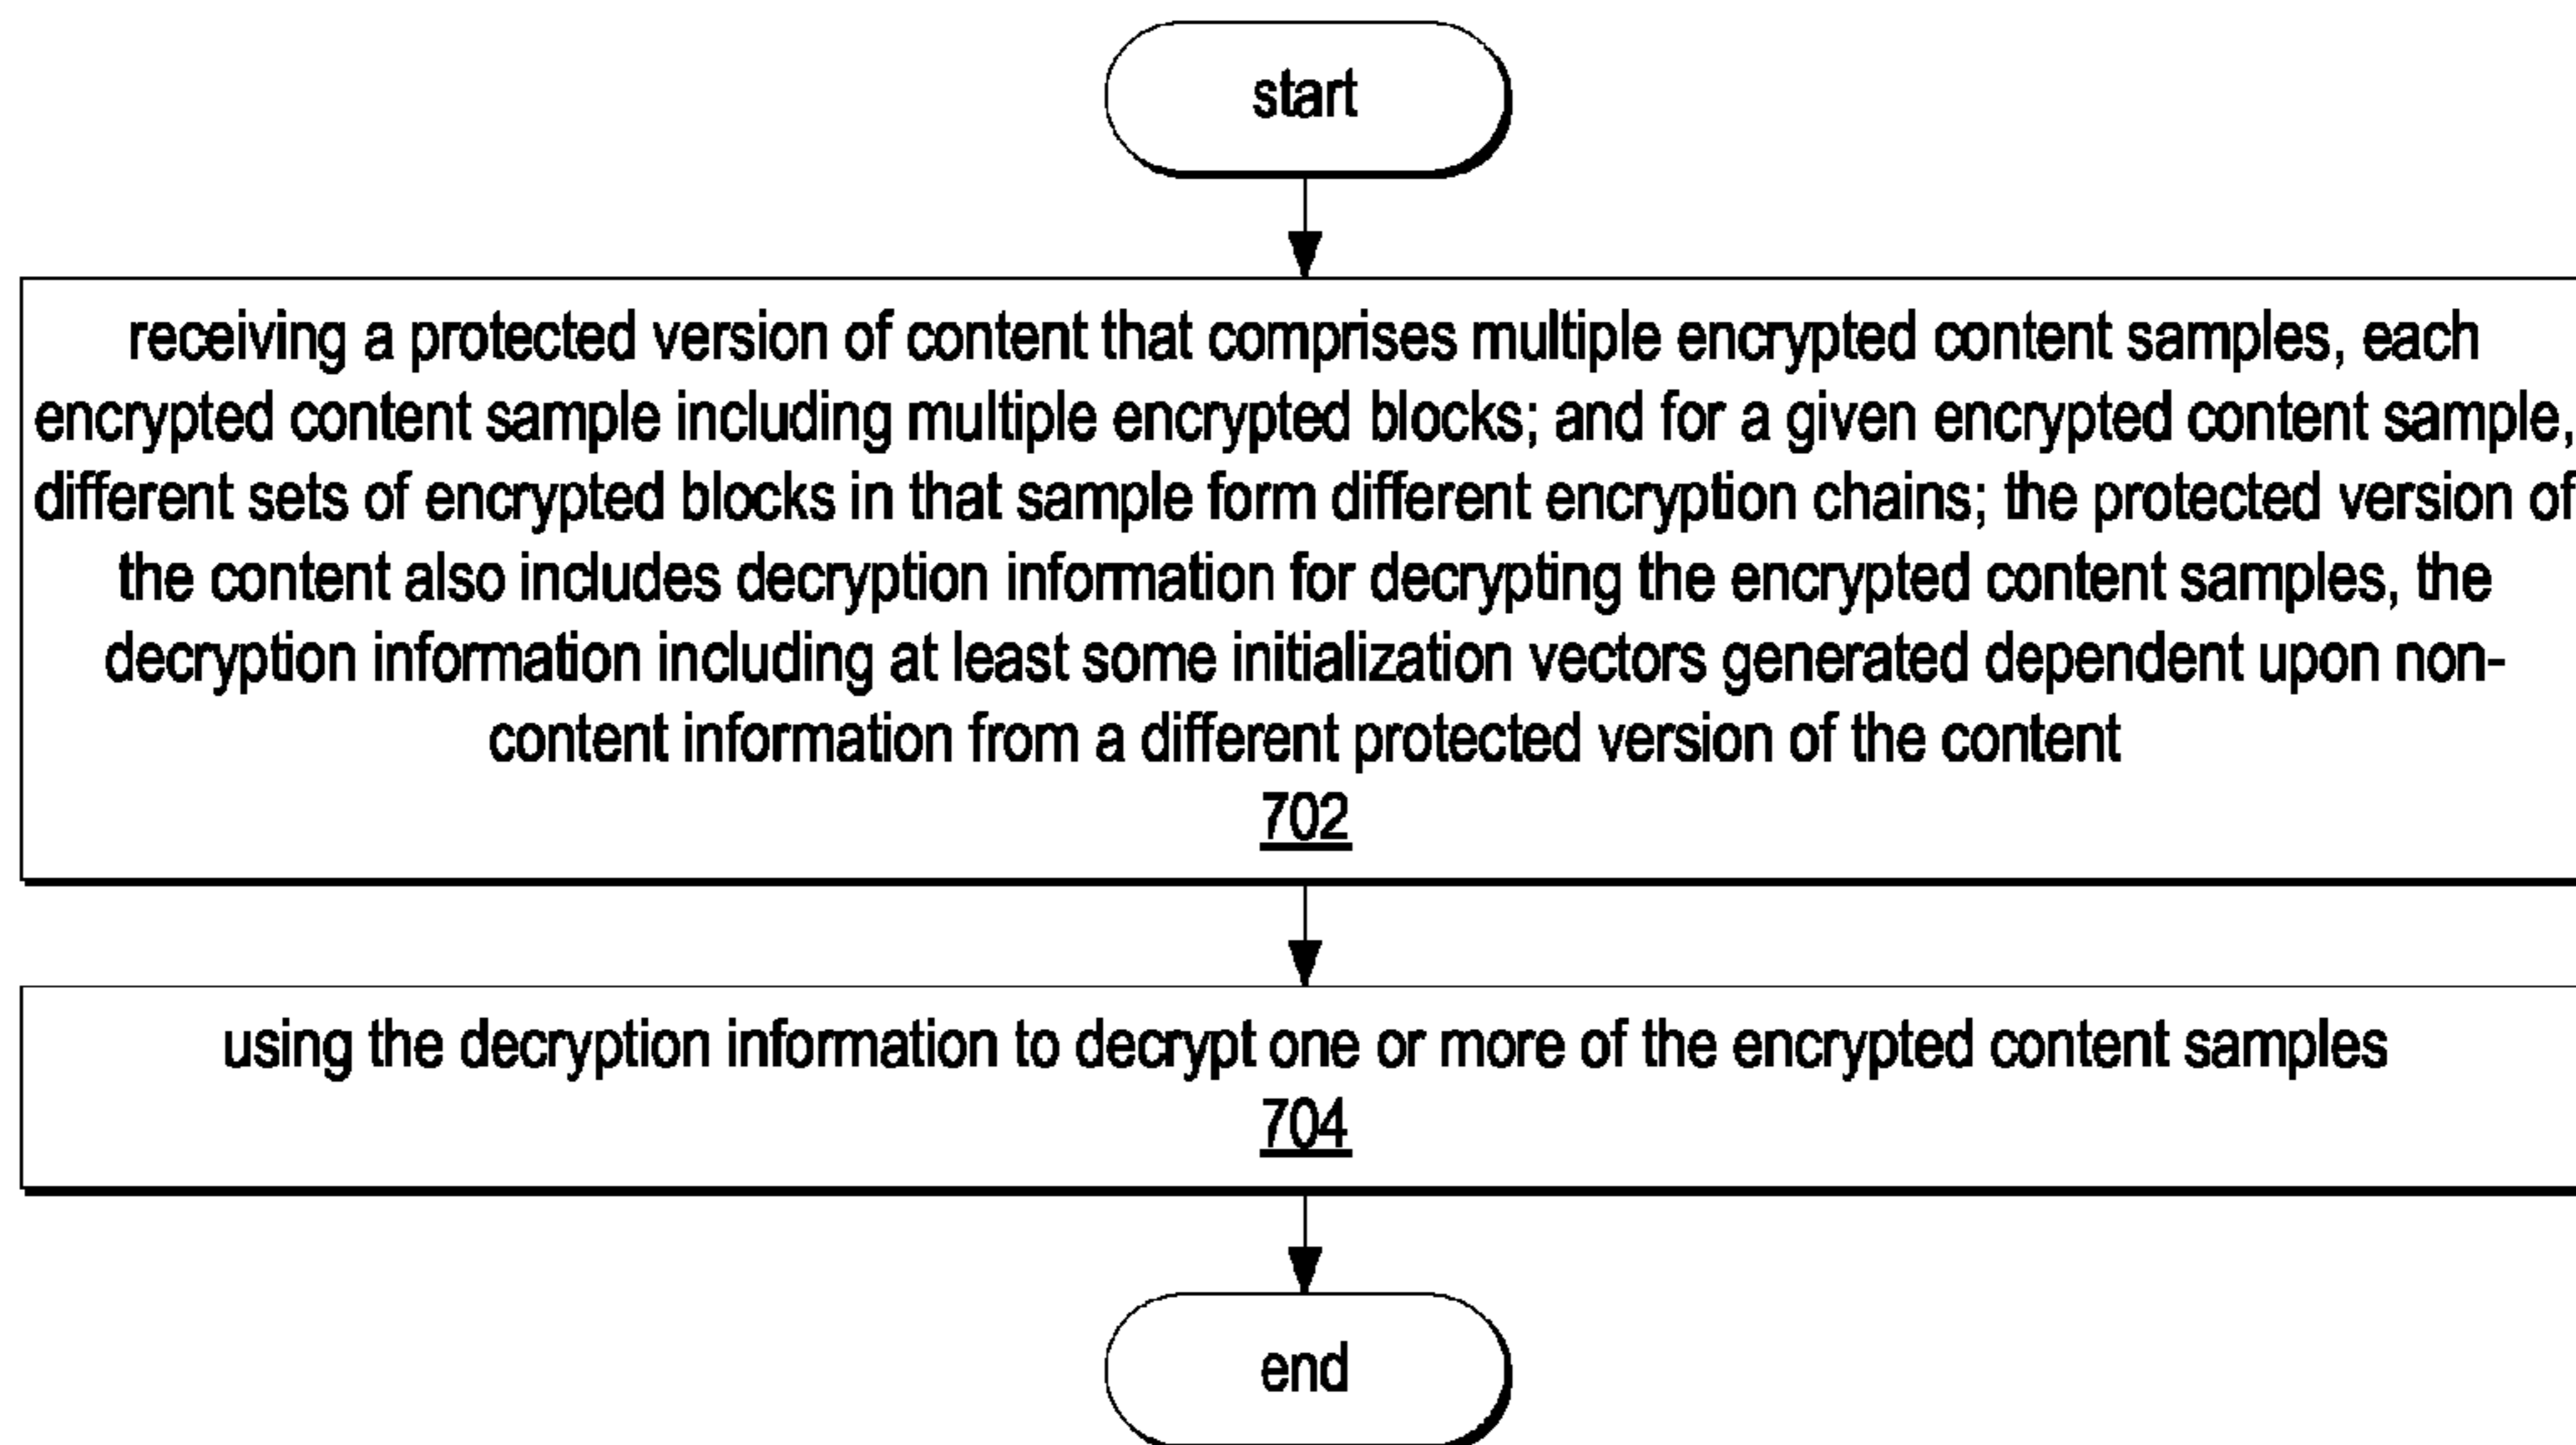 start
receiving a protected version of content that comprises multiple encrypted content samples, each
encrypted content sample including multiple encrypted blocks; and for a given encrypted content sample,
different sets of encrypted blocks in that sample form different encryption chains; the protected version of
the content also includes decryption information for decrypting the encrypted content samples, the
decryption information including at least some initialization vectors generated dependent upon non-
content information from a different protected version of the content
702
using the decryption information to decrypt one or more of the encrypted content samples
704
end